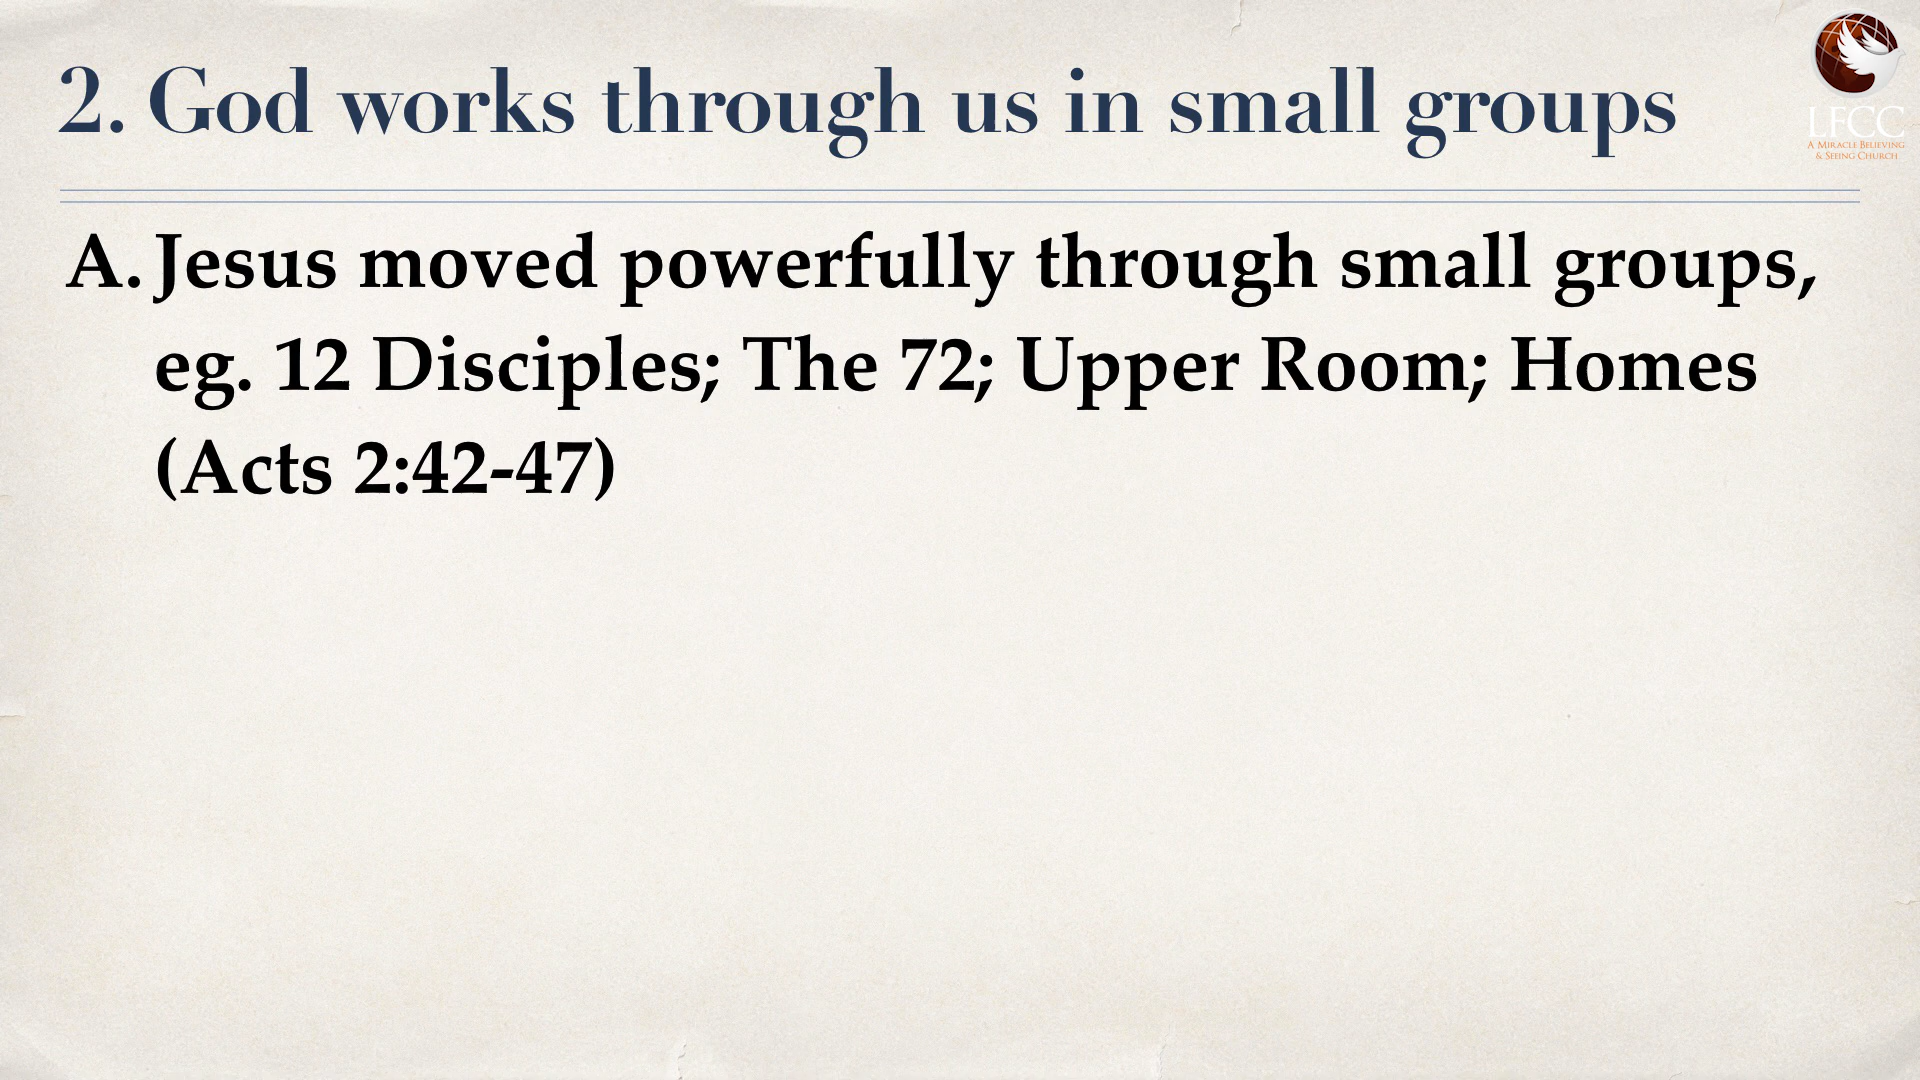 2. God works through us in small groups
LFCC
A Miracle Believing
& Seeing Church
A. Jesus moved powerfully through small groups,
eg. 12 Disciples; The 72; Upper Room; Homes
(Acts 2:42-47)